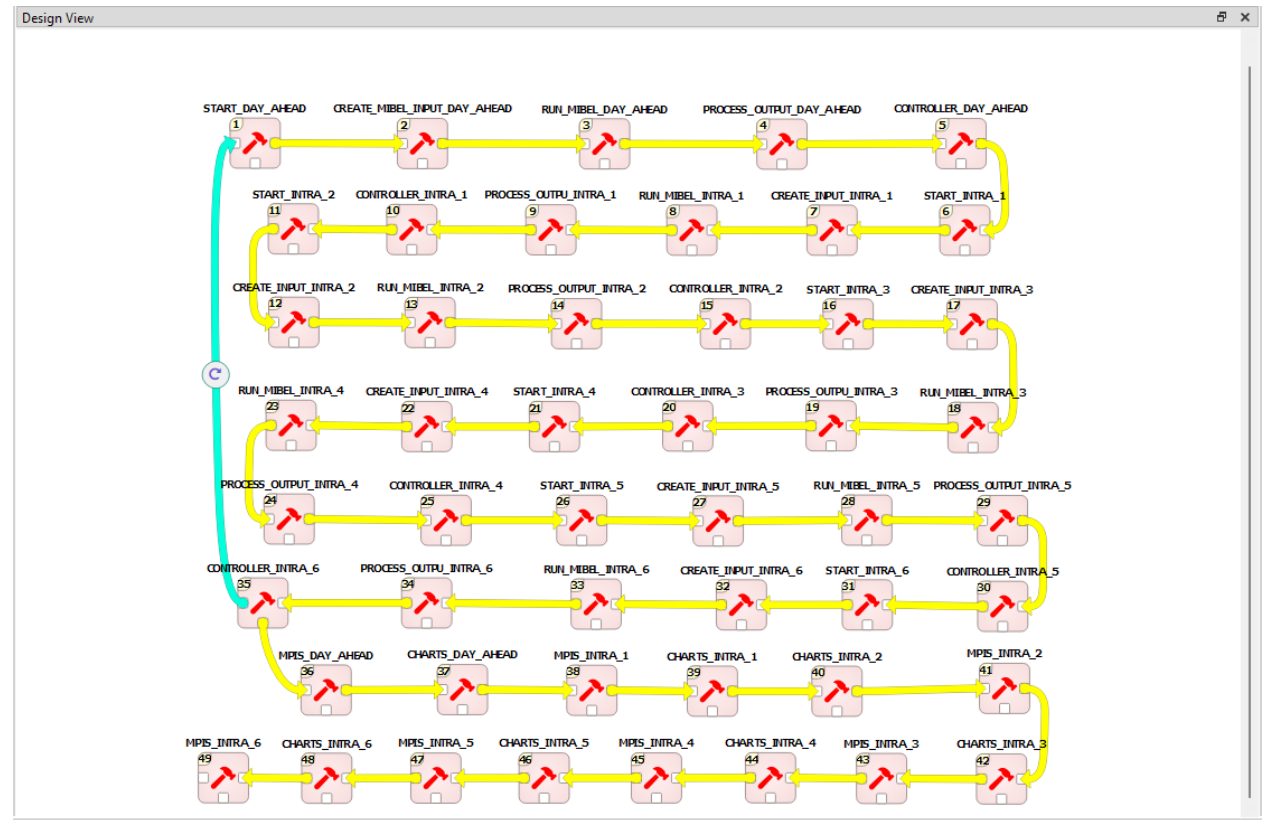 Design View
START_DAY_AHEAD CREATE_MIBEL_INPUT_DAY_AHEAD RUN_MIBEL_DAY_AHEAD PROCESS_OUTPUT_DAY_AHEAD CONTROLLER_DAY_AHEAD
1 2 3 4 5
START_INTRA_2 CONTROLLER_INTRA_1 PROCESS_OUTPU_INTRA_1 RUN_MIBEL_INTRA_1 CREATE_INPUT_INTRA_1 START_INTRA_1
11 10 9 8 7 6
CREATE_INPUT_INTRA_2 RUN_MIBEL_INTRA_2 PROCESS_OUTPUT_INTRA_2 CONTROLLER_INTRA_2 START_INTRA_3 CREATE_INPUT_INTRA_3
12 13 14 15 16 17
RUN_MIBEL_INTRA_4 CREATE_INPUT_INTRA_4 START_INTRA_4 CONTROLLER_INTRA_3 PROCESS_OUTPU_INTRA_3 RUN_MIBEL_INTRA_3
23 22 21 20 19 18
PROCESS_OUTPUT_INTRA_4 CONTROLLER_INTRA_4 START_INTRA_5 CREATE_INPUT_INTRA_5 RUN_MIBEL_INTRA_5 PROCESS_OUTPUT_INTRA_5
24 25 26 27 28 29
CONTROLLER_INTRA_6 PROCESS_OUTPU_INTRA_6 RUN_MIBEL_INTRA_6 CREATE_INPUT_INTRA_6 START_INTRA_6 CONTROLLER_INTRA_5
35 34 33 32 31 30
MPIS_DAY_AHEAD CHARTS_DAY_AHEAD MPIS_INTRA_1 CHARTS_INTRA_1 CHARTS_INTRA_2 MPIS_INTRA_2
36 37 38 39 40 41
MPIS_INTRA_6 CHARTS_INTRA_6 MPIS_INTRA_5 CHARTS_INTRA_5 MPIS_INTRA_4 CHARTS_INTRA_4 MPIS_INTRA_3 CHARTS_INTRA_3
49 48 47 46 45 44 43 42